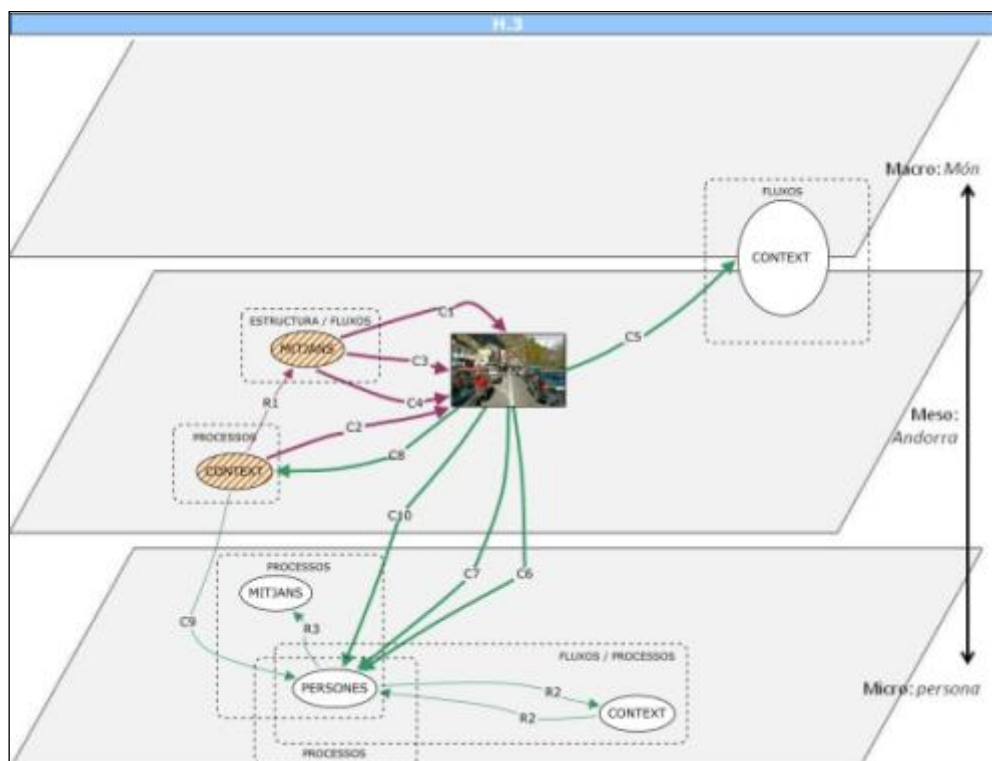 H.3
Macro: Món
FLUXOS
CONTEXT
C5
ESTRUCTURA / FLUXOS
MITJANS
C1
C3
C4
R1
C2
PROCESSOS
CONTEXT
C8
Meso:
Andorra
C10
C7
C6
PROCESSOS
MITJANS
C9
R3
FLUXOS / PROCESSOS
PERSONES
R2
R2
CONTEXT
Micro: persona
PROCESSOS